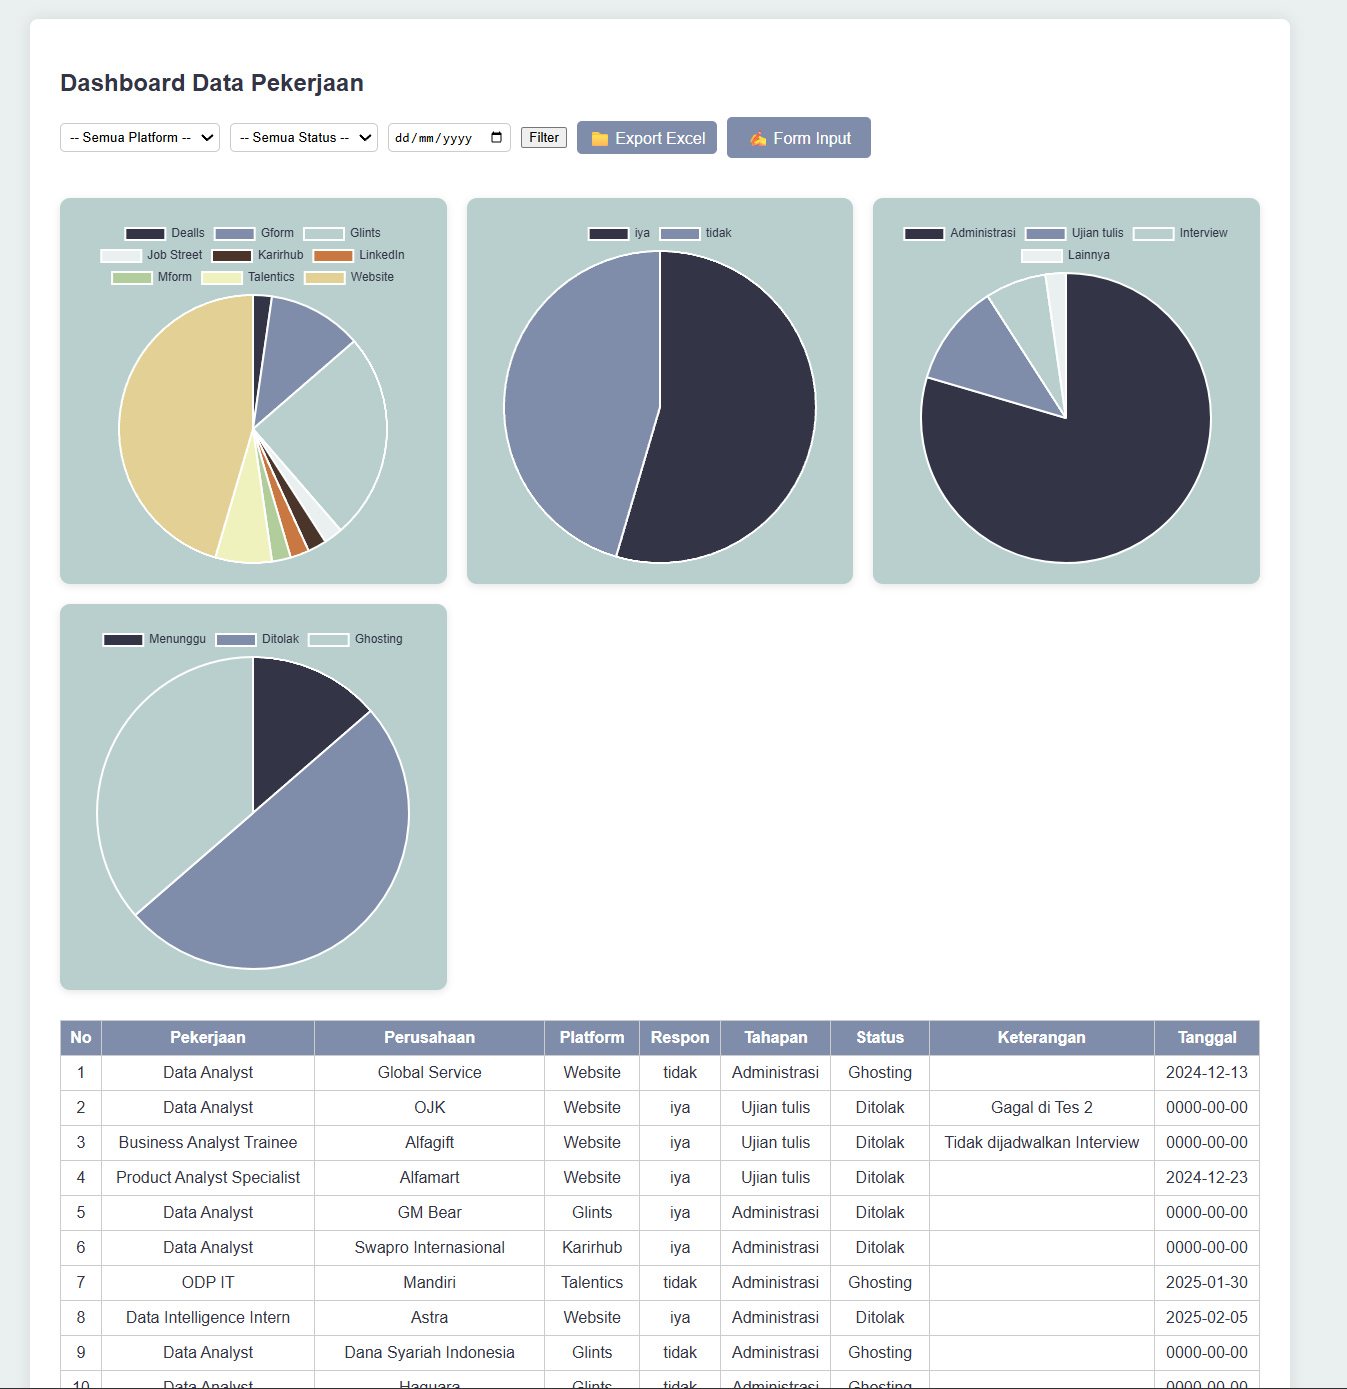 Dashboard Data Pekerjaan
-- Semua Platform -- -- Semua Status -- dd/mm/yyyy Filter Export Excel Form Input
Dealls Gform Glints
Job Street Karirhub LinkedIn
Mform Talentics Website
iya tidak
Administrasi Ujian tulis Interview
Lainnya
Menunggu Ditolak Ghosting
No Pekerjaan Perusahaan Platform Respon Tahapan Status Keterangan Tanggal
1 Data Analyst Global Service Website tidak Administrasi Ghosting 2024-12-13
2 Data Analyst OJK Website iya Ujian tulis Ditolak Gagal di Tes 2 0000-00-00
3 Business Analyst Trainee Alfagift Website iya Ujian tulis Ditolak Tidak dijadwalkan Interview 0000-00-00
4 Product Analyst Specialist Alfamart Website iya Ujian tulis Ditolak 2024-12-23
5 Data Analyst GM Bear Glints iya Administrasi Ditolak 0000-00-00
6 Data Analyst Swapro Internasional Karirhub iya Administrasi Ditolak 0000-00-00
7 ODP IT Mandiri Talentics tidak Administrasi Ghosting 2025-01-30
8 Data Intelligence Intern Astra Website iya Administrasi Ditolak 2025-02-05
9 Data Analyst Dana Syariah Indonesia Glints tidak Administrasi Ghosting 0000-00-00
10 Data Analyst Glints tidak Administrasi Ghosting 0000-00-00